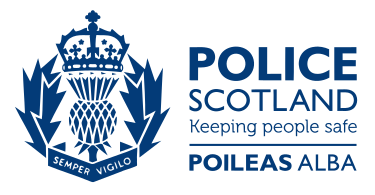 SEMPER VIGILO
POLICE
SCOTLAND
Keeping people safe
POILEAS ALBA